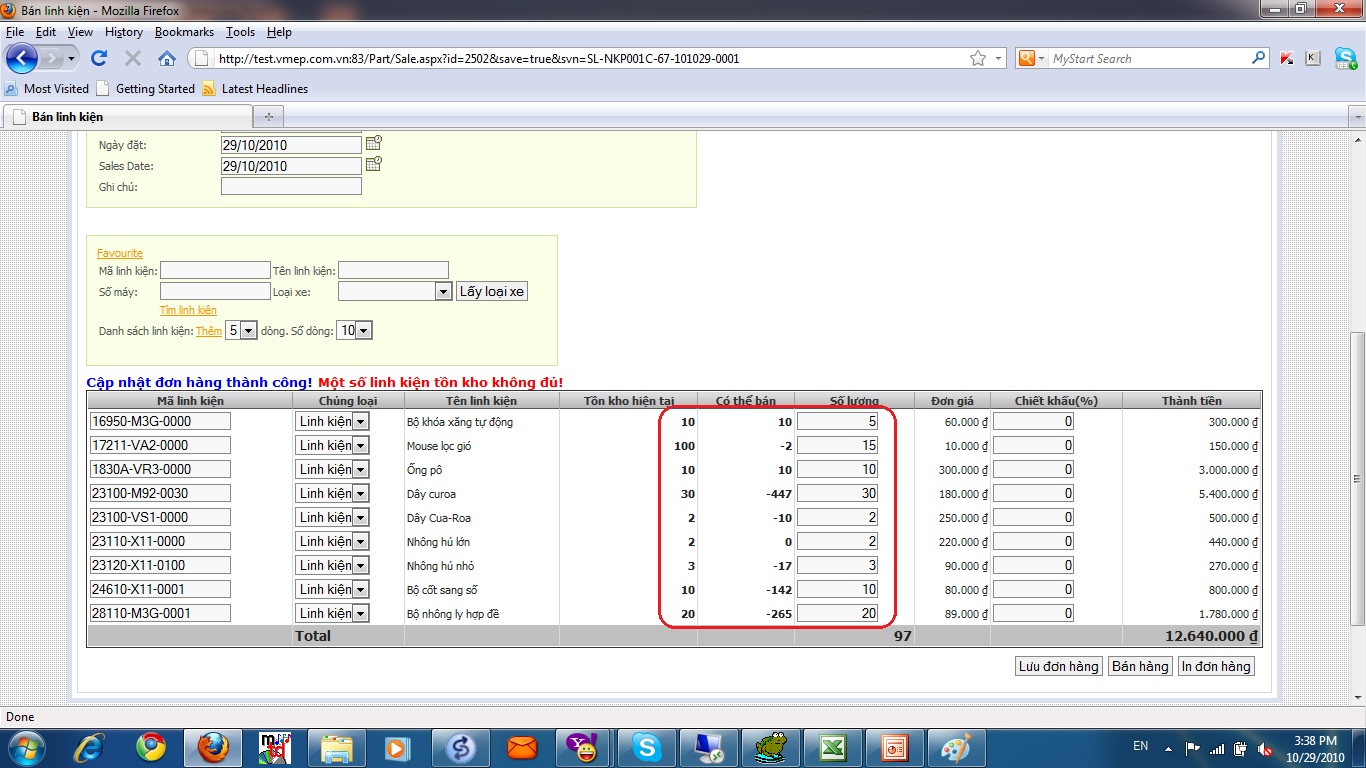 Bán linh kiện - Mozilla Firefox
File Edit View History Bookmarks Tools Help
http://test.vmep.com.vn:83/Part/Sale.aspx?id=2502&save=true&svn=SL-NKP001C-67-101029-0001
MyStart Search
Most Visited Getting Started Latest Headlines
Bán linh kiện
Ngày đặt: 29/10/2010
Sales Date: 29/10/2010
Ghi chú:
Favourite
Mã linh kiện: Tên linh kiện:
Số máy: Loại xe: Lấy loại xe
Tìm linh kiện
Danh sách linh kiện: Thêm 5 dòng. Số dòng: 10
Cập nhật đơn hàng thành công! Một số linh kiện tồn kho không đủ!
Mã linh kiện Chủng loại Tên linh kiện Tồn kho hiện tại Có thể bán Số lượng Đơn giá Chiết khấu(%) Thành tiền
16950-M3G-0000 Linh kiện Bộ khóa xăng tự động 10 10 5 60.000 ₫ 0 300.000 ₫
17211-VA2-0000 Linh kiện Mouse lọc gió 100 -2 15 10.000 ₫ 0 150.000 ₫
1830A-VR3-0000 Linh kiện Ống pô 10 10 10 300.000 ₫ 0 3.000.000 ₫
23100-M92-0030 Linh kiện Dây curoa 30 -447 30 180.000 ₫ 0 5.400.000 ₫
23100-VS1-0000 Linh kiện Dây Cua-Roa 2 -10 2 250.000 ₫ 0 500.000 ₫
23110-X11-0000 Linh kiện Nhông hú lớn 2 0 2 220.000 ₫ 0 440.000 ₫
23120-X11-0100 Linh kiện Nhông hú nhỏ 3 -17 3 90.000 ₫ 0 270.000 ₫
24610-X11-0001 Linh kiện Bộ cốt sang số 10 -142 10 80.000 ₫ 0 800.000 ₫
28110-M3G-0001 Linh kiện Bộ nhông ly hợp đề 20 -265 20 89.000 ₫ 0 1.780.000 ₫
Total 97 12.640.000 ₫
Lưu đơn hàng Bán hàng In đơn hàng
Done
EN 3:38 PM
10/29/2010